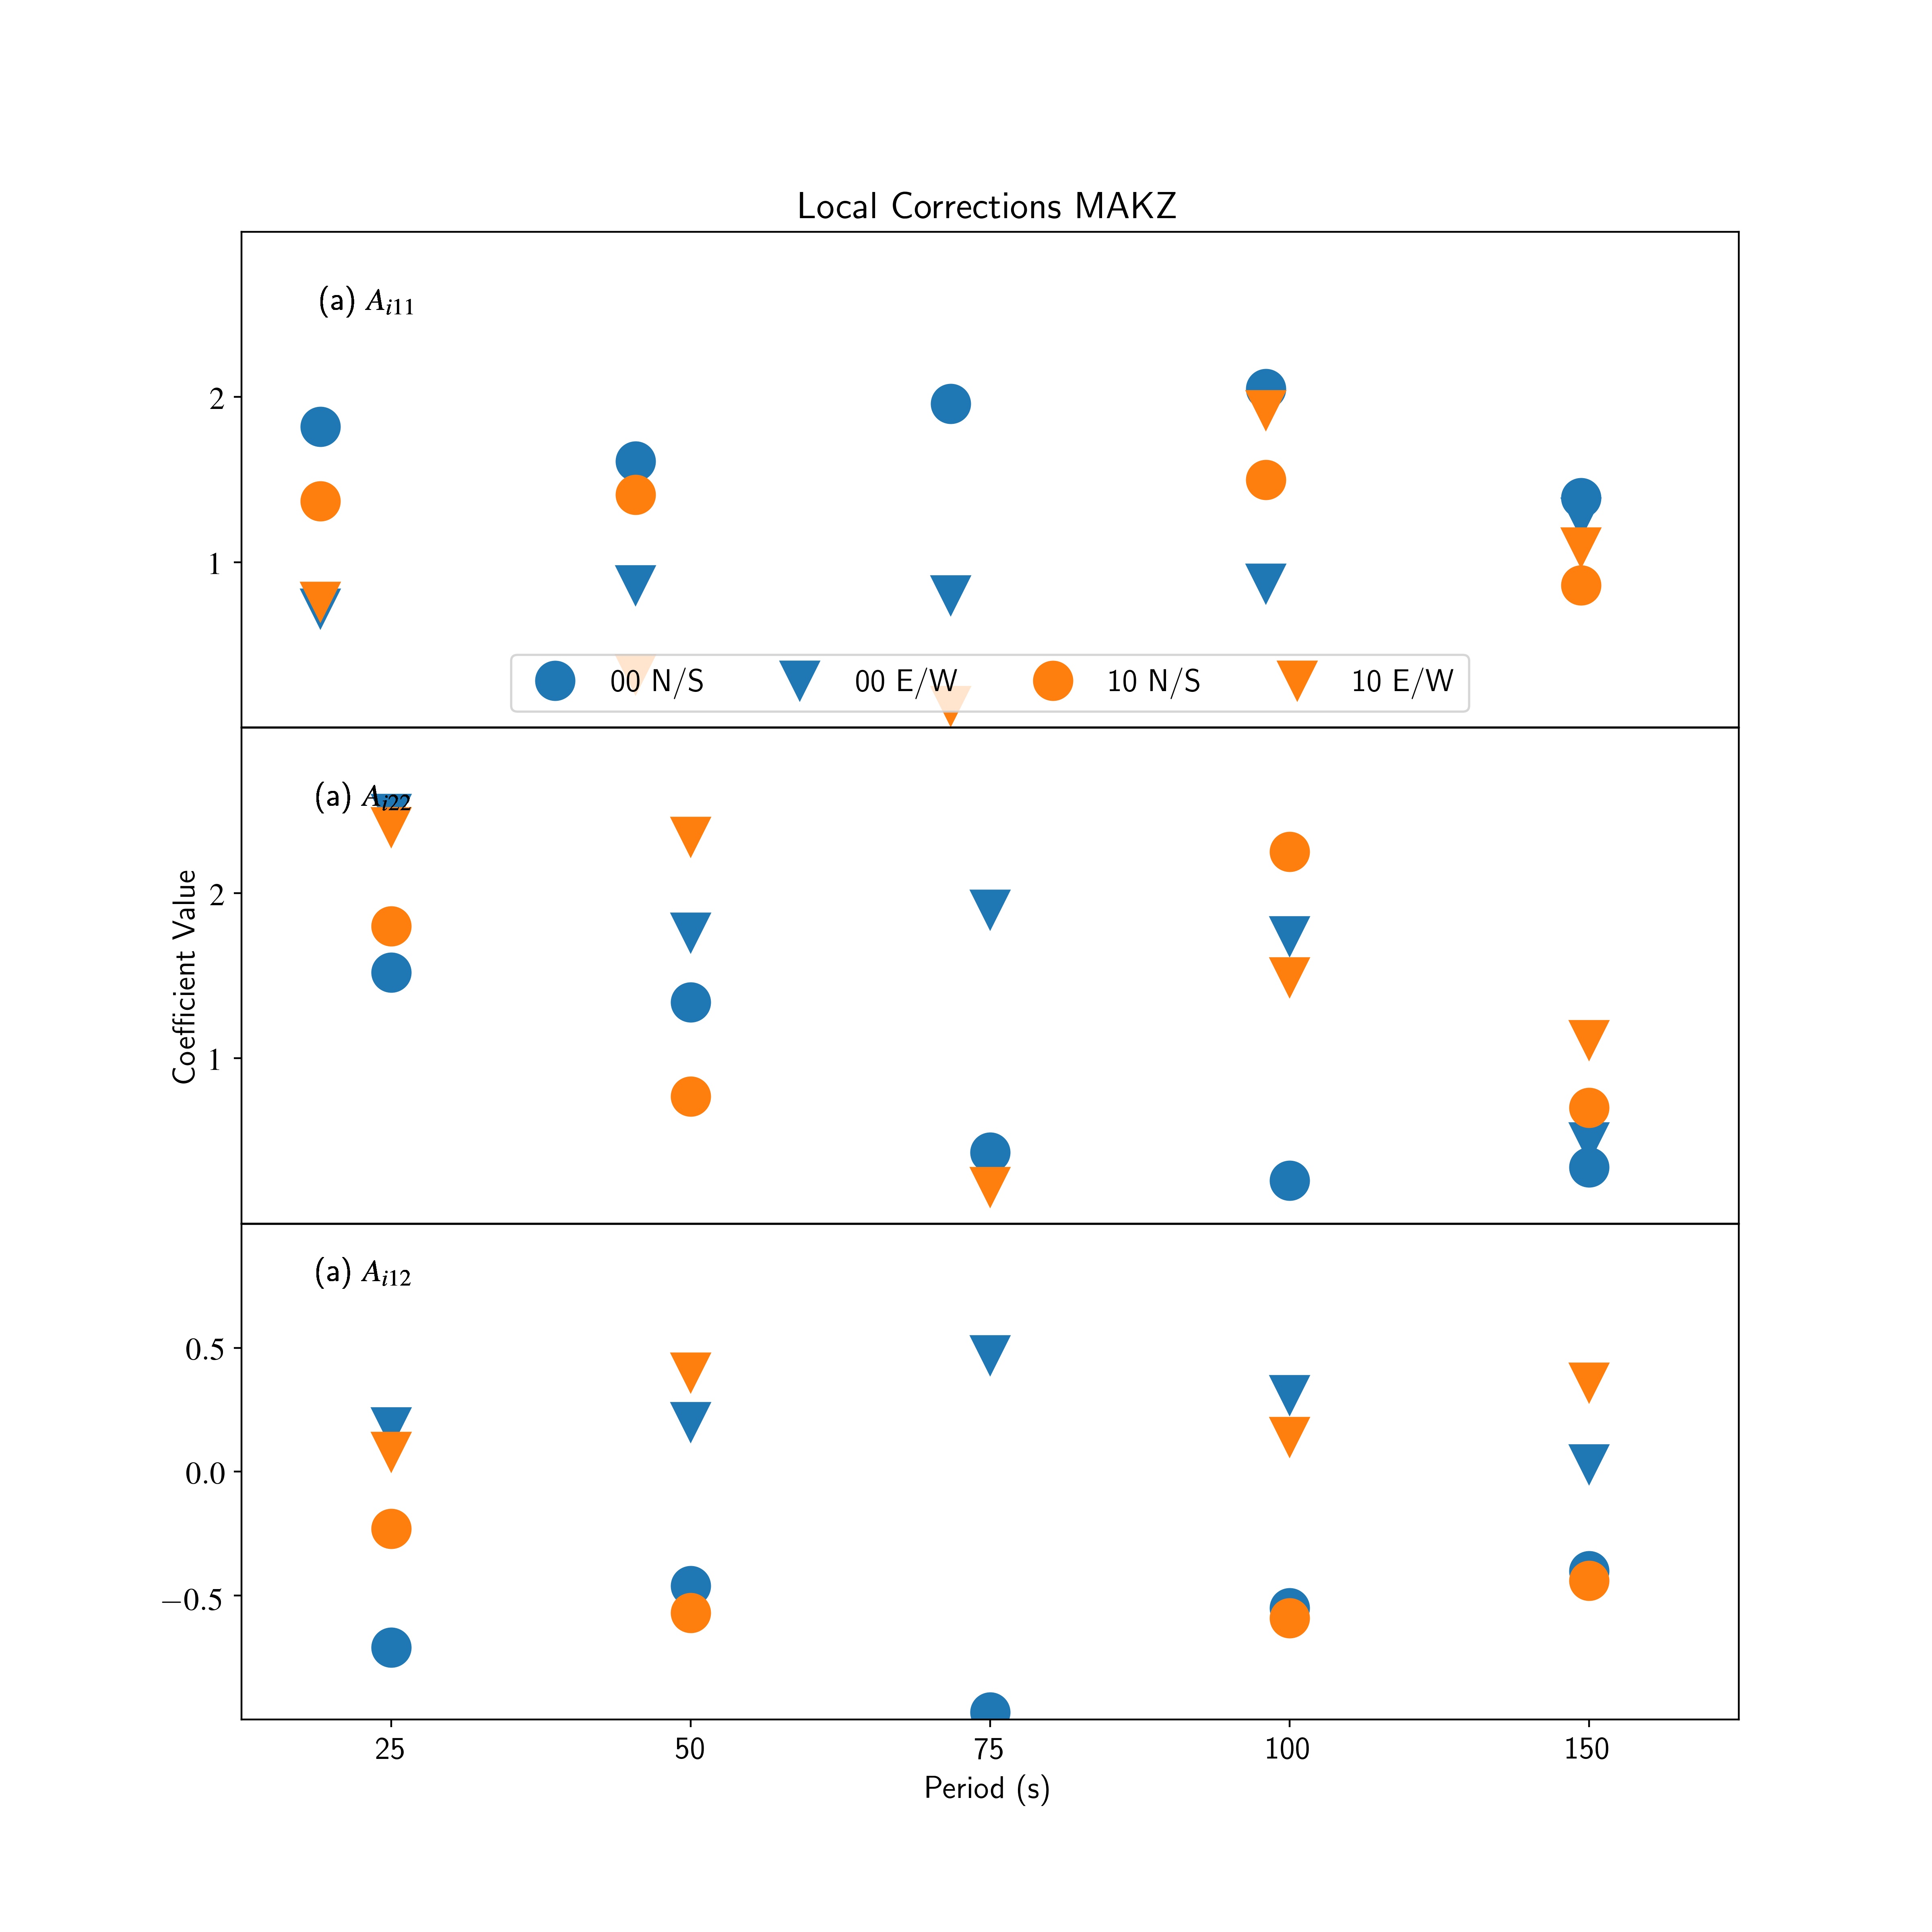 Local Corrections MAKZ
(a) A_{i11}
2
1
00 N/S 00 E/W 10 N/S 10 E/W
(a) A_{i22}
Coefficient Value
2
1
(a) A_{i12}
0.5
0.0
−0.5
25 50 75 100 150
Period (s)